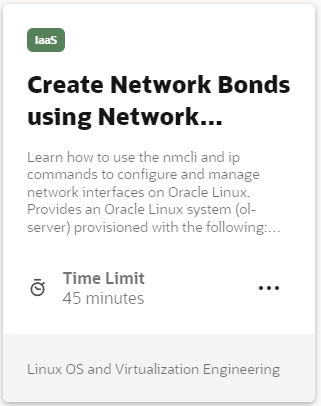 IaaS
Create Network Bonds
using Network...
Learn how to use the nmcli and ip
commands to configure and manage
network interfaces on Oracle Linux.
Provides an Oracle Linux system (ol-
server) provisioned with the following:...
Time Limit
45 minutes
Linux OS and Virtualization Engineering